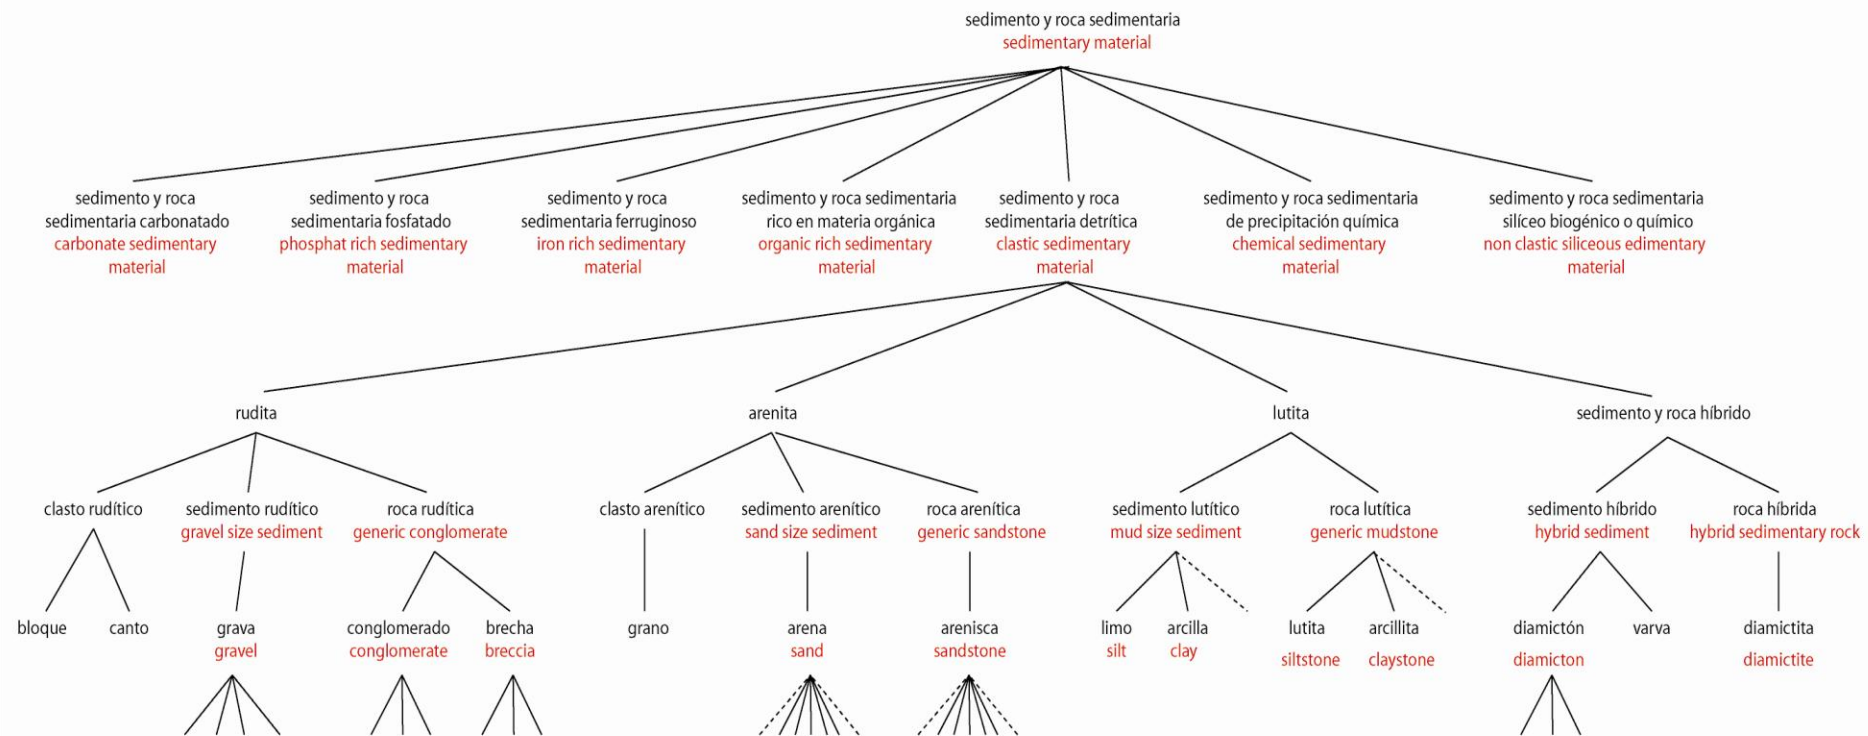 sedimento y roca sedimentaria
sedimentary material
sedimento y roca
sedimentaria carbonatado
carbonate sedimentary
material
sedimento y roca
sedimentaria fosfatado
phosphat rich sedimentary
material
sedimento y roca
sedimentaria ferruginoso
iron rich sedimentary
material
sedimento y roca sedimentaria
rico en materia orgánica
organic rich sedimentary
material
sedimento y roca
sedimentaria detrítica
clastic sedimentary
material
sedimento y roca sedimentaria
de precipitación química
chemical sedimentary
material
sedimento y roca sedimentaria
silíceo biogénico o químico
non clastic siliceous edimentary
material
rudita
arenita
lutita
sedimento y roca híbrido
clasto rudítico
sedimento rudítico
gravel size sediment
roca rudítica
generic conglomerate
clasto arenítico
sedimento arenítico
sand size sediment
roca arenítica
generic sandstone
sedimento lutítico
mud size sediment
roca lutítica
generic mudstone
sedimento híbrido
hybrid sediment
roca híbrida
hybrid sedimentary rock
bloque
canto
grava
gravel
conglomerado
conglomerate
brecha
breccia
grano
arena
sand
arenisca
sandstone
limo
silt
arcilla
clay
lutita
siltstone
arcillita
claystone
diamictón
diamicton
varva
diamictita
diamictite